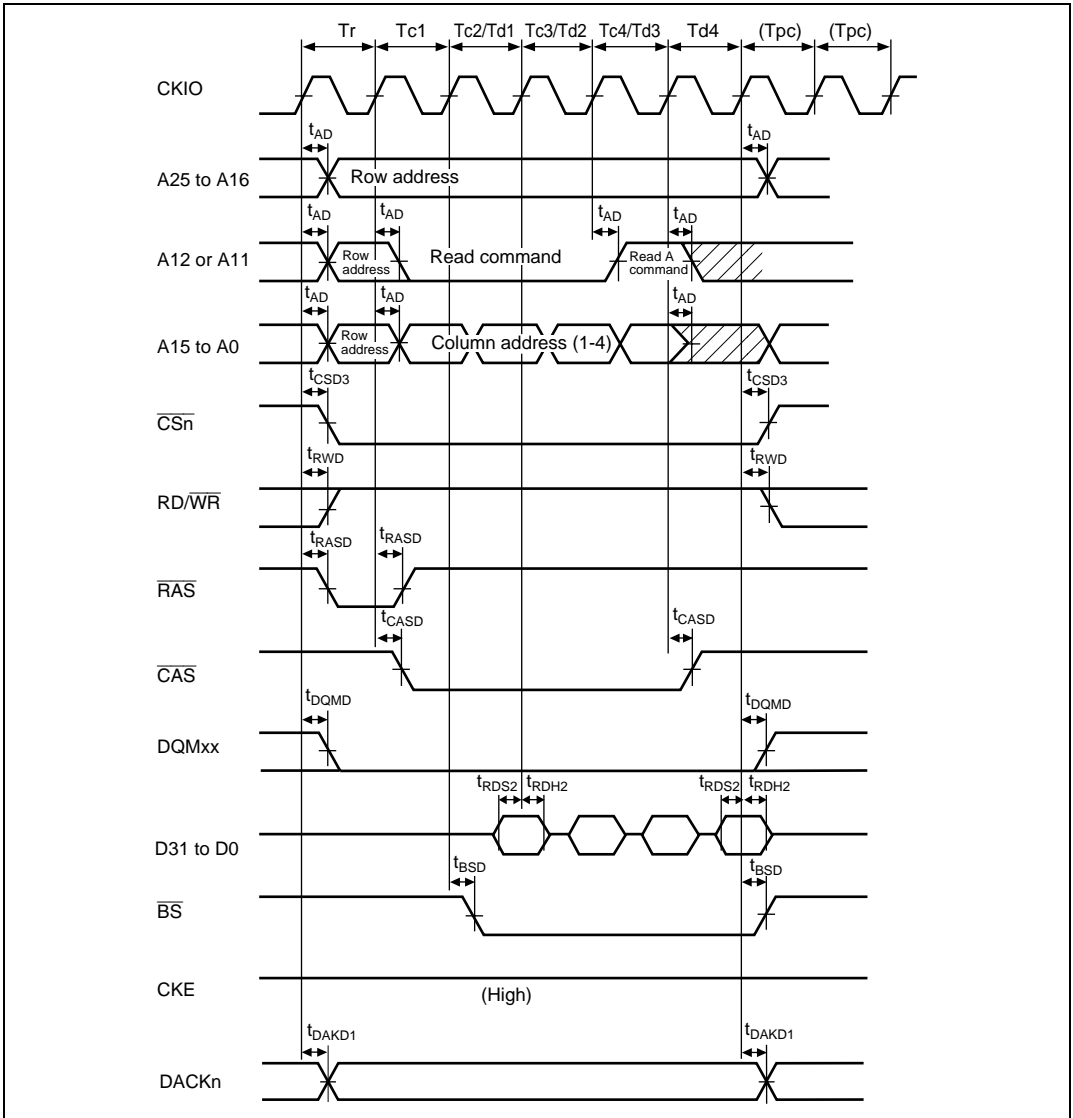 Tr Tc1 Tc2/Td1 Tc3/Td2 Tc4/Td3 Td4 (Tpc) (Tpc)
CKIO
tAD tAD
A25 to A16 Row address
tAD tAD tAD tAD
A12 or A11 Row address Read command Read A command
tAD tAD tAD
A15 to A0 Row address Column address (1-4)
tCSD3 tCSD3
CSn
tRWD tRWD
RD/WR
tRASD tRASD
RAS
tCASD tCASD
CAS
tDQMD tDQMD
DQMxx
tRDS2 tRDH2 tRDS2 tRDH2
D31 to D0
tBSD tBSD
BS
CKE (High)
tDAKD1 tDAKD1
DACKn